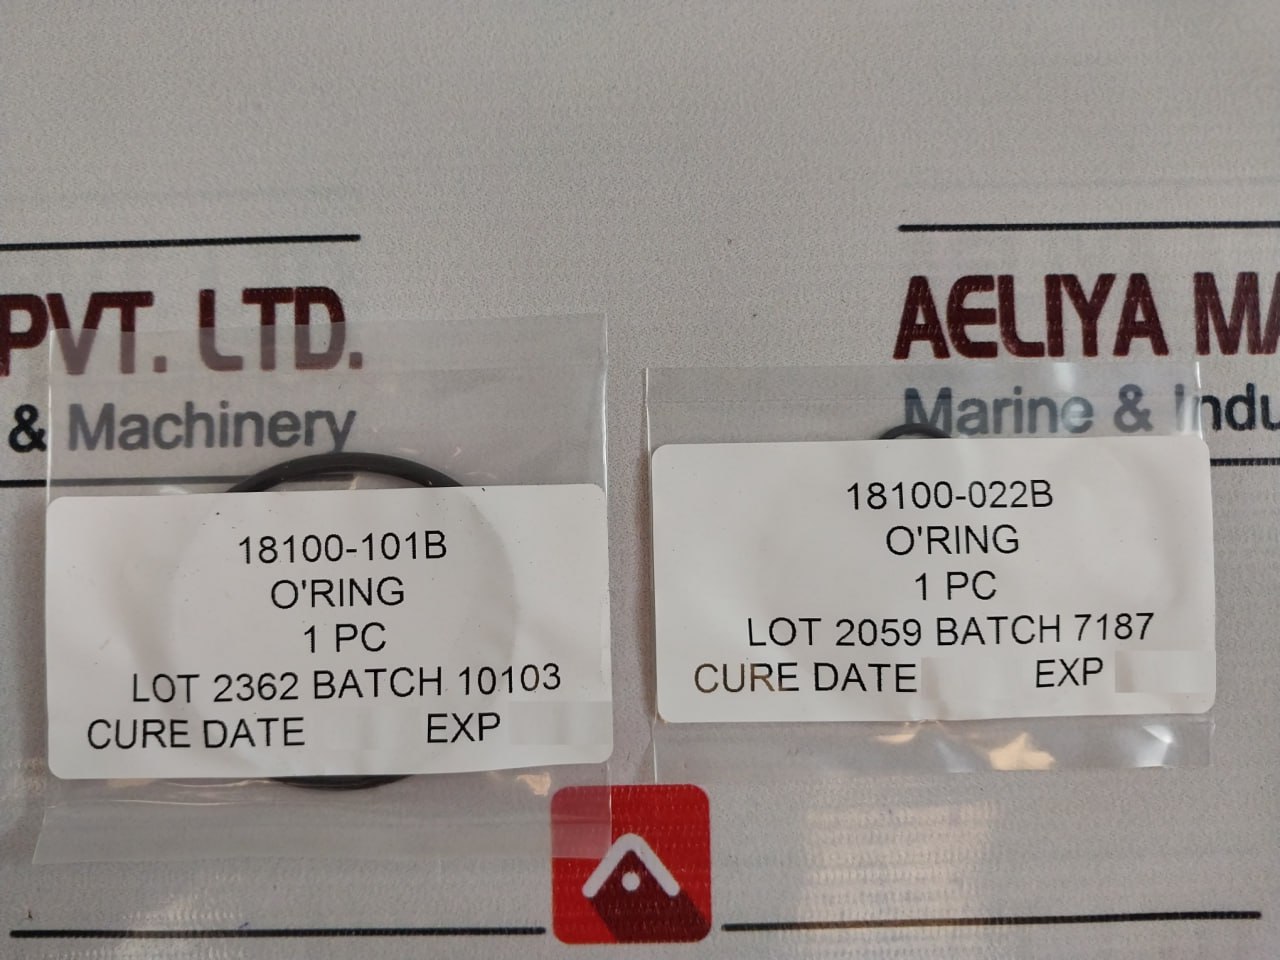 PVT. LTD.
& Machinery
AELIYA MA
Marine & Indu
18100-101B
O'RING
1 PC
LOT 2362 BATCH 10103
CURE DATE EXP
18100-022B
O'RING
1 PC
LOT 2059 BATCH 7187
CURE DATE EXP